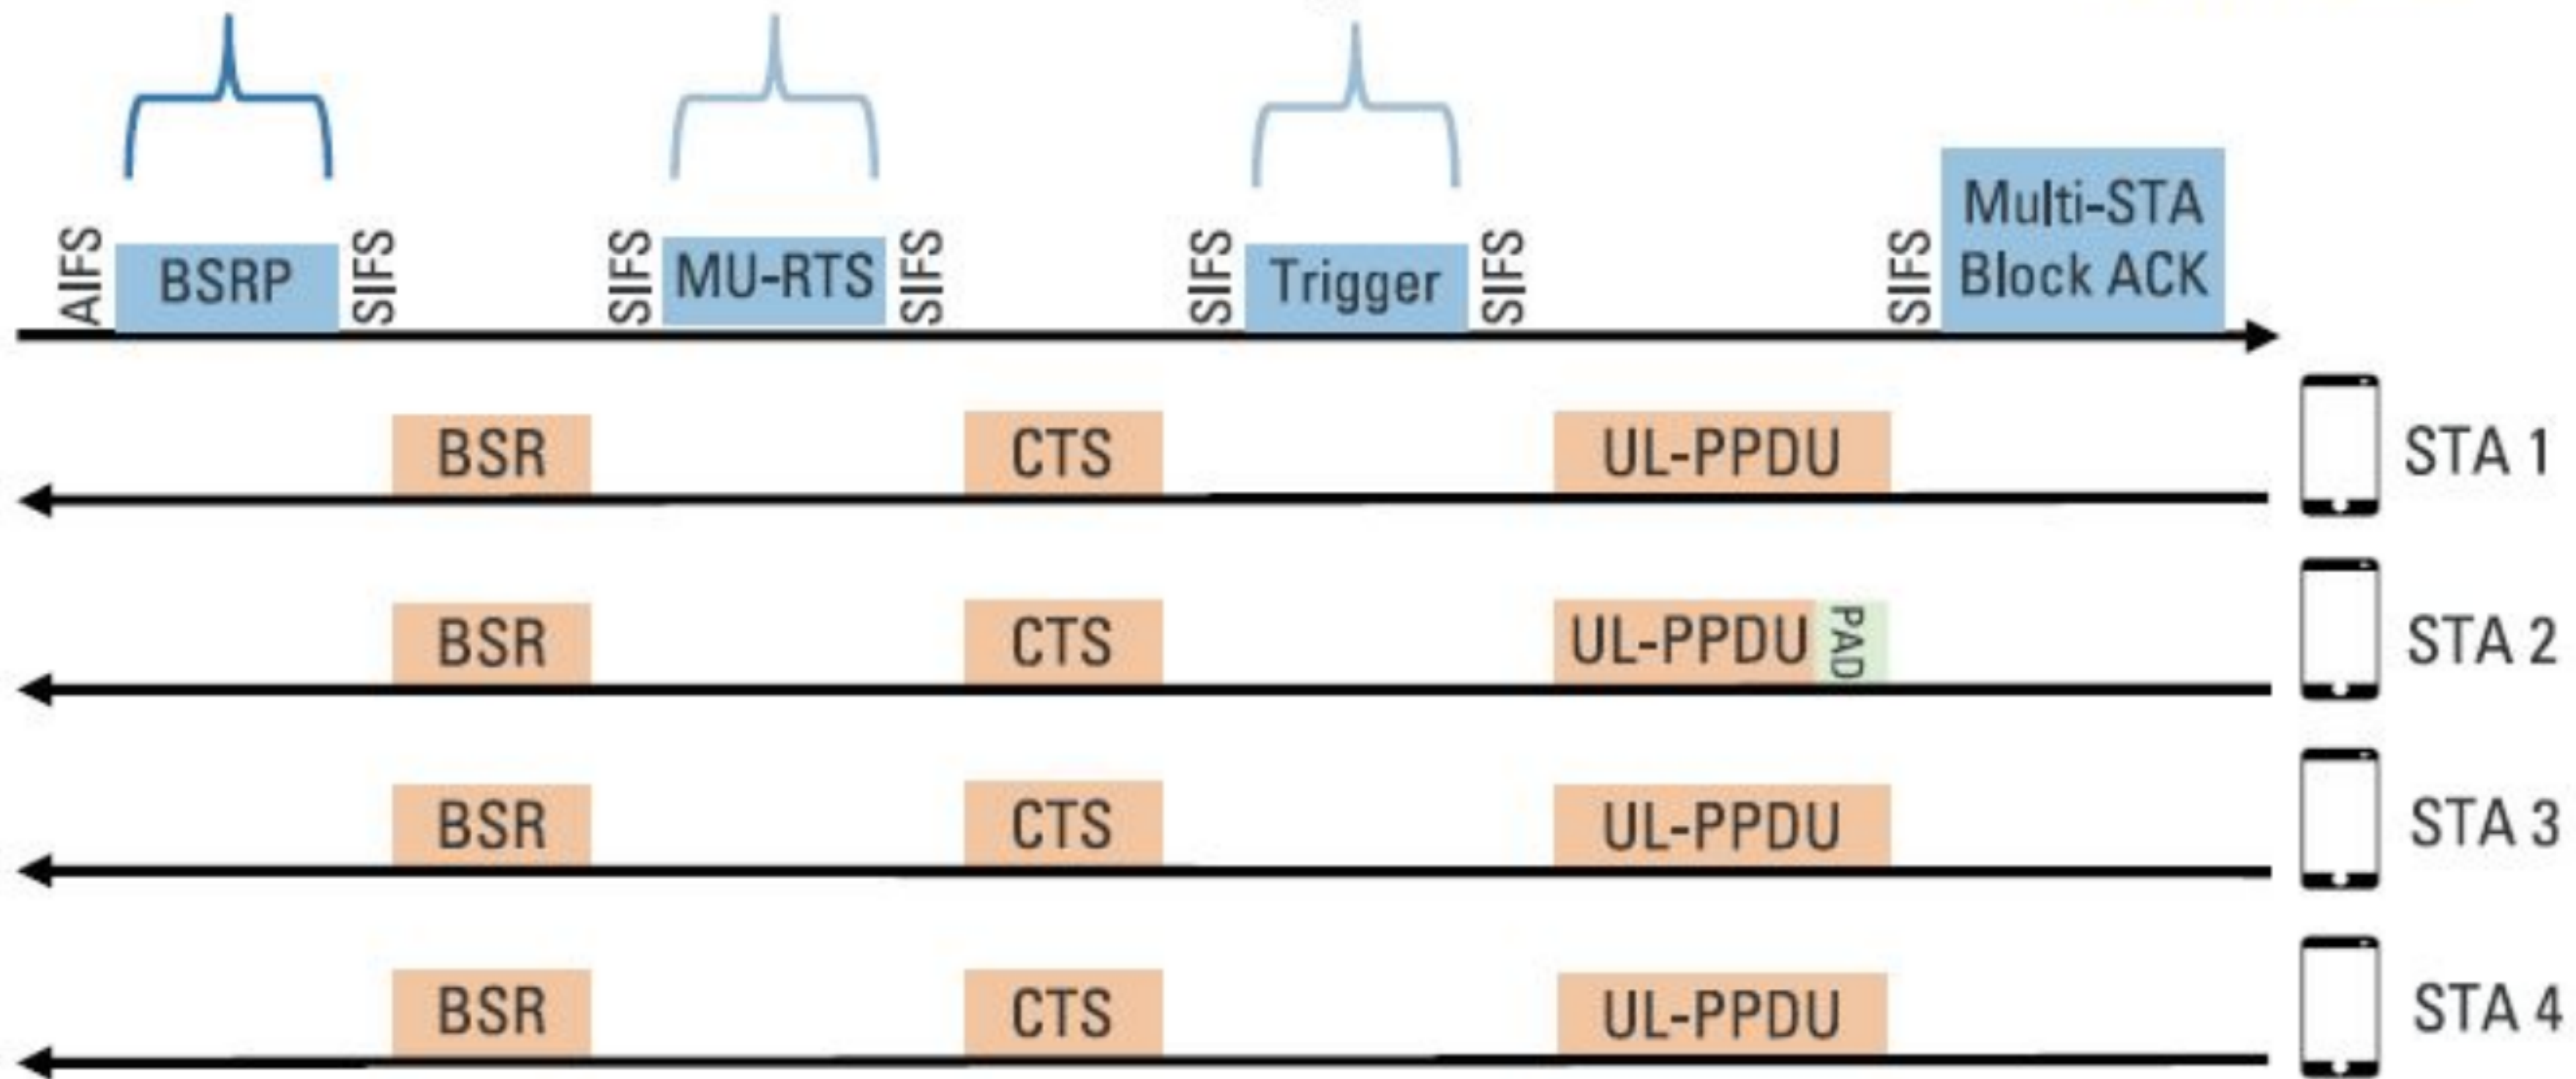 AIFS BSRP SIFS SIFS MU-RTS SIFS SIFS Trigger SIFS SIFS Multi-STA
Block ACK
BSR CTS UL-PPDU STA 1
BSR CTS UL-PPDU PAD STA 2
BSR CTS UL-PPDU STA 3
BSR CTS UL-PPDU STA 4